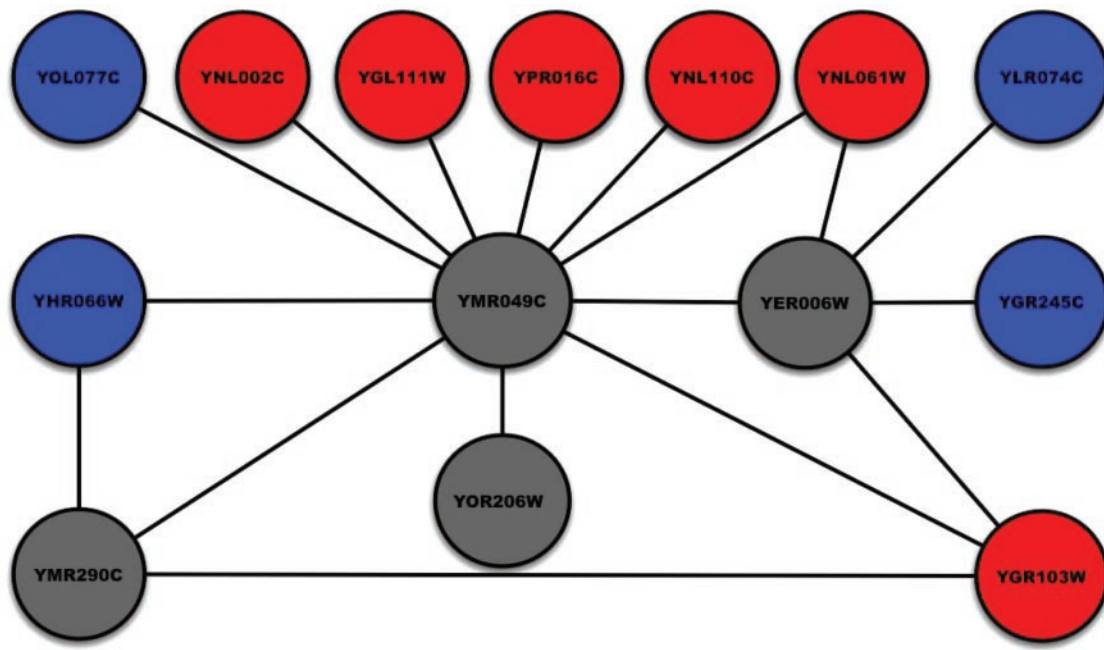 YOL077C
YNL002C
YGL111W
YPR016C
YNL110C
YNL061W
YLR074C
YHR066W
YMR049C
YER006W
YGR245C
YOR206W
YMR290C
YGR103W